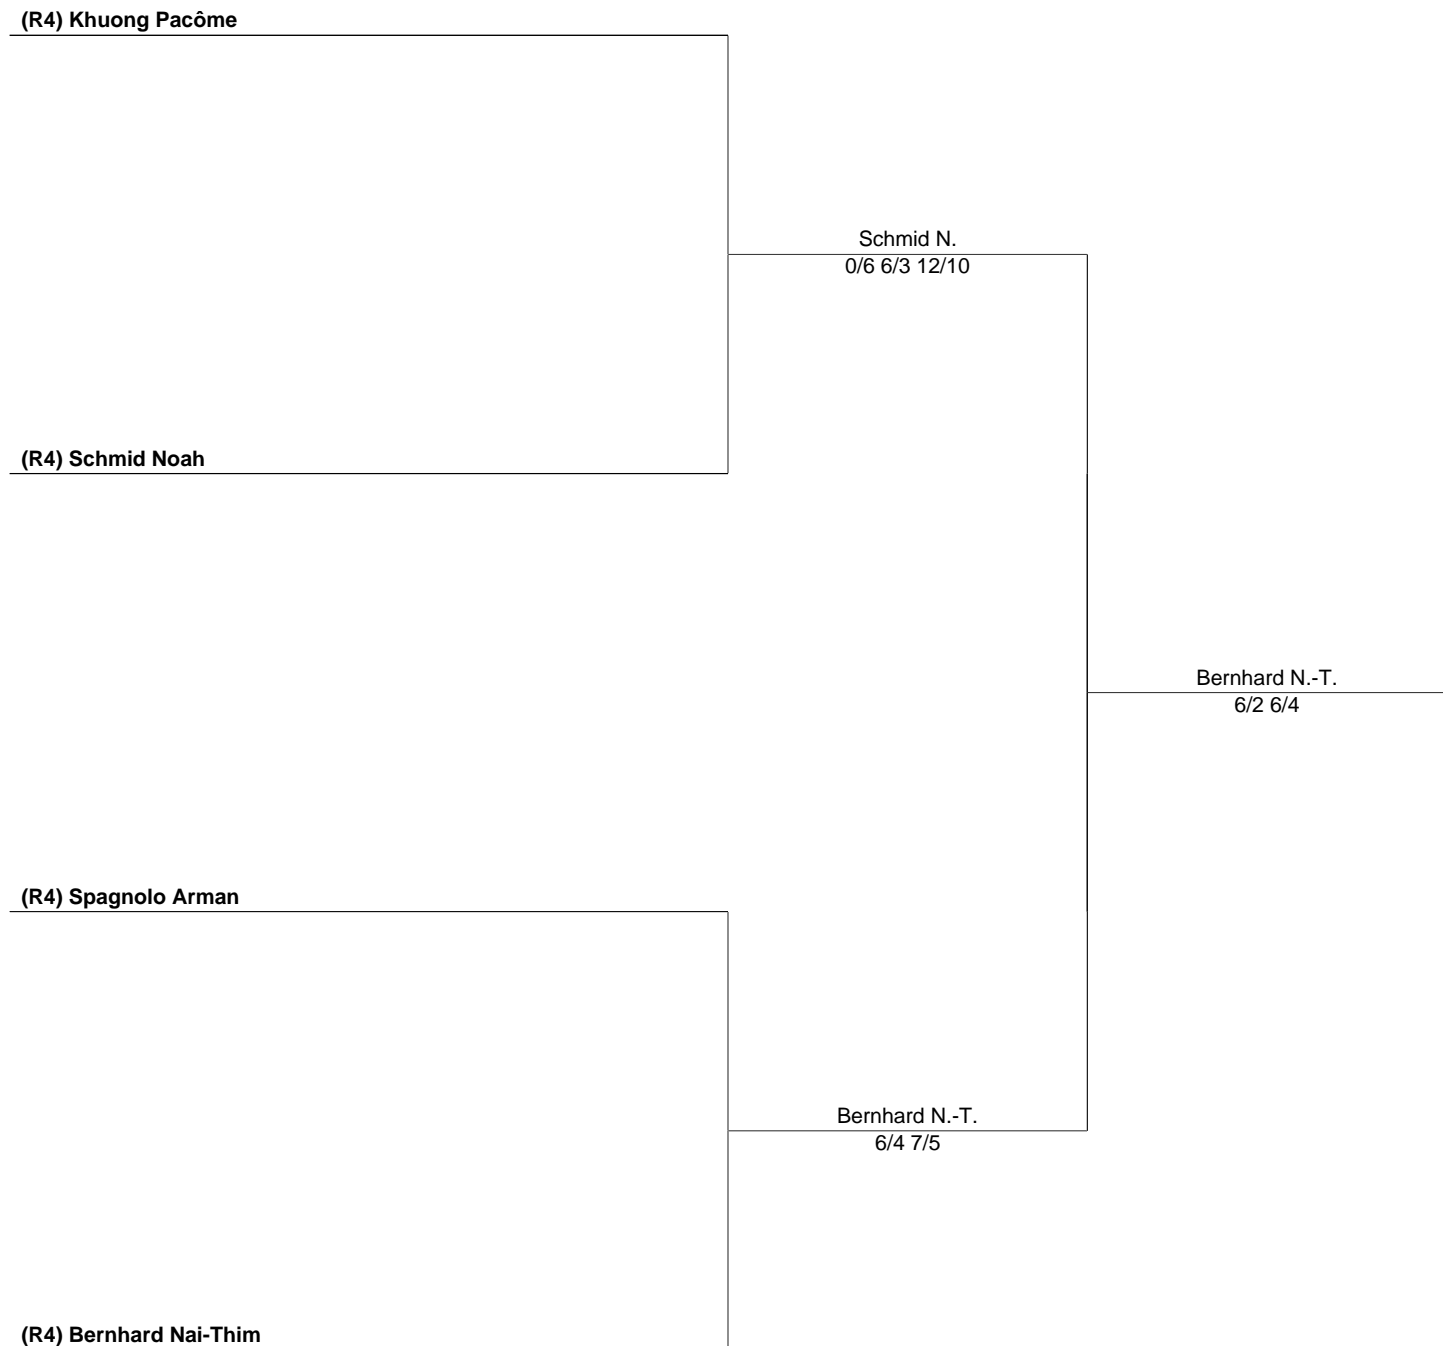 (R4) Khuong Pacôme
Schmid N.
0/6 6/3 12/10
(R4) Schmid Noah
Bernhard N.-T.
6/2 6/4
(R4) Spagnolo Arman
Bernhard N.-T.
6/4 7/5
(R4) Bernhard Nai-Thim